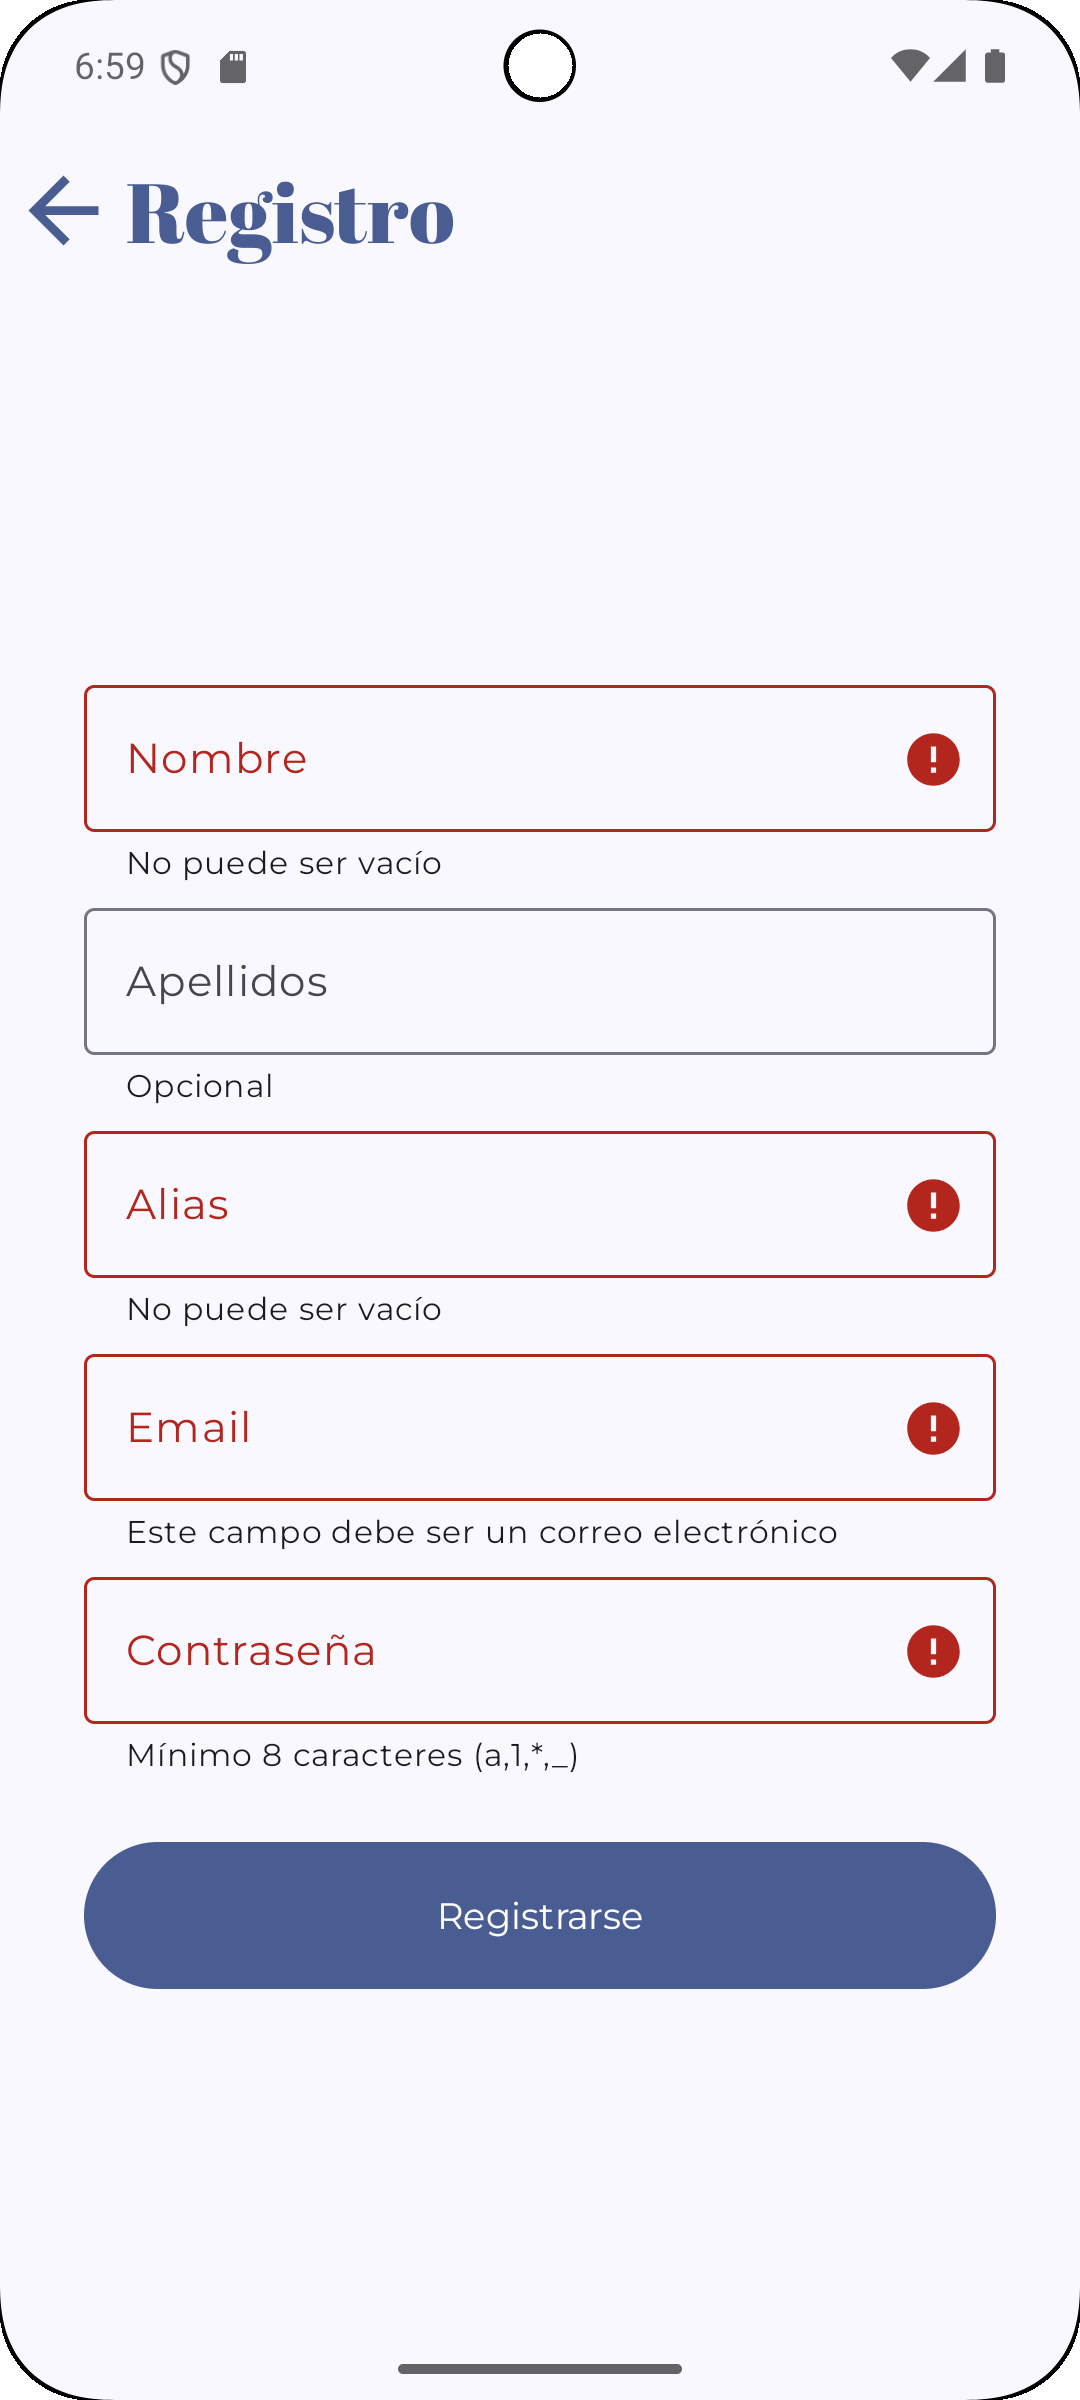 6:59
Registro
Nombre
No puede ser vacío
Apellidos
Opcional
Alias
No puede ser vacío
Email
Este campo debe ser un correo electrónico
Contraseña
Mínimo 8 caracteres (a,1,*,_)
Registrarse